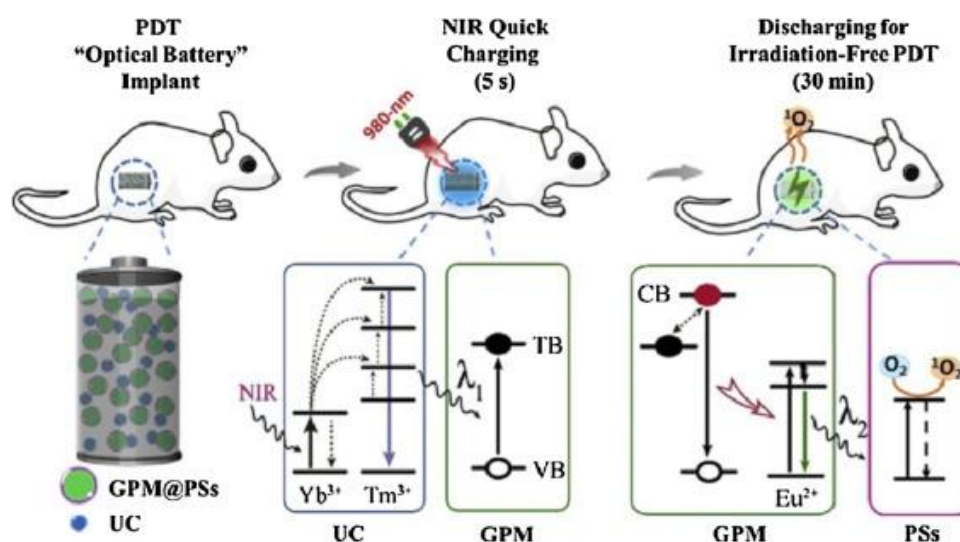 PDT
“Optical Battery”
Implant
NIR Quick
Charging
(5 s)
Discharging for
Irradiation-Free PDT
(30 min)
980-nm
¹O₂
CB
TB
λ₁
O₂ ¹O₂
NIR
λ₂
VB
Yb³⁺ Tm³⁺
Eu²⁺
GPM@PSs
UC
UC
GPM
GPM
PSs